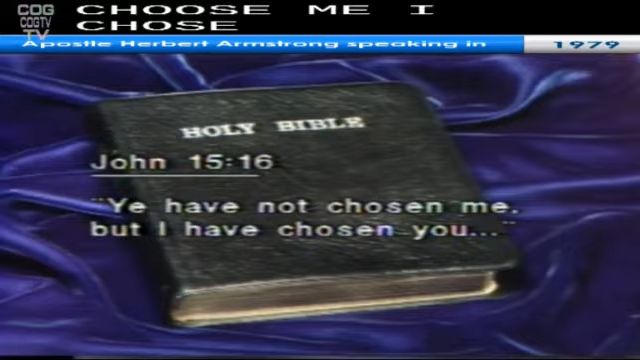 COG
COGTV
TV
CHOOSE ME I
CHOSE
Apostle Herbert Armstrong speaking in
1979
HOLY BIBLE
John 15:16
"Ye have not chosen me,
but I have chosen you..."